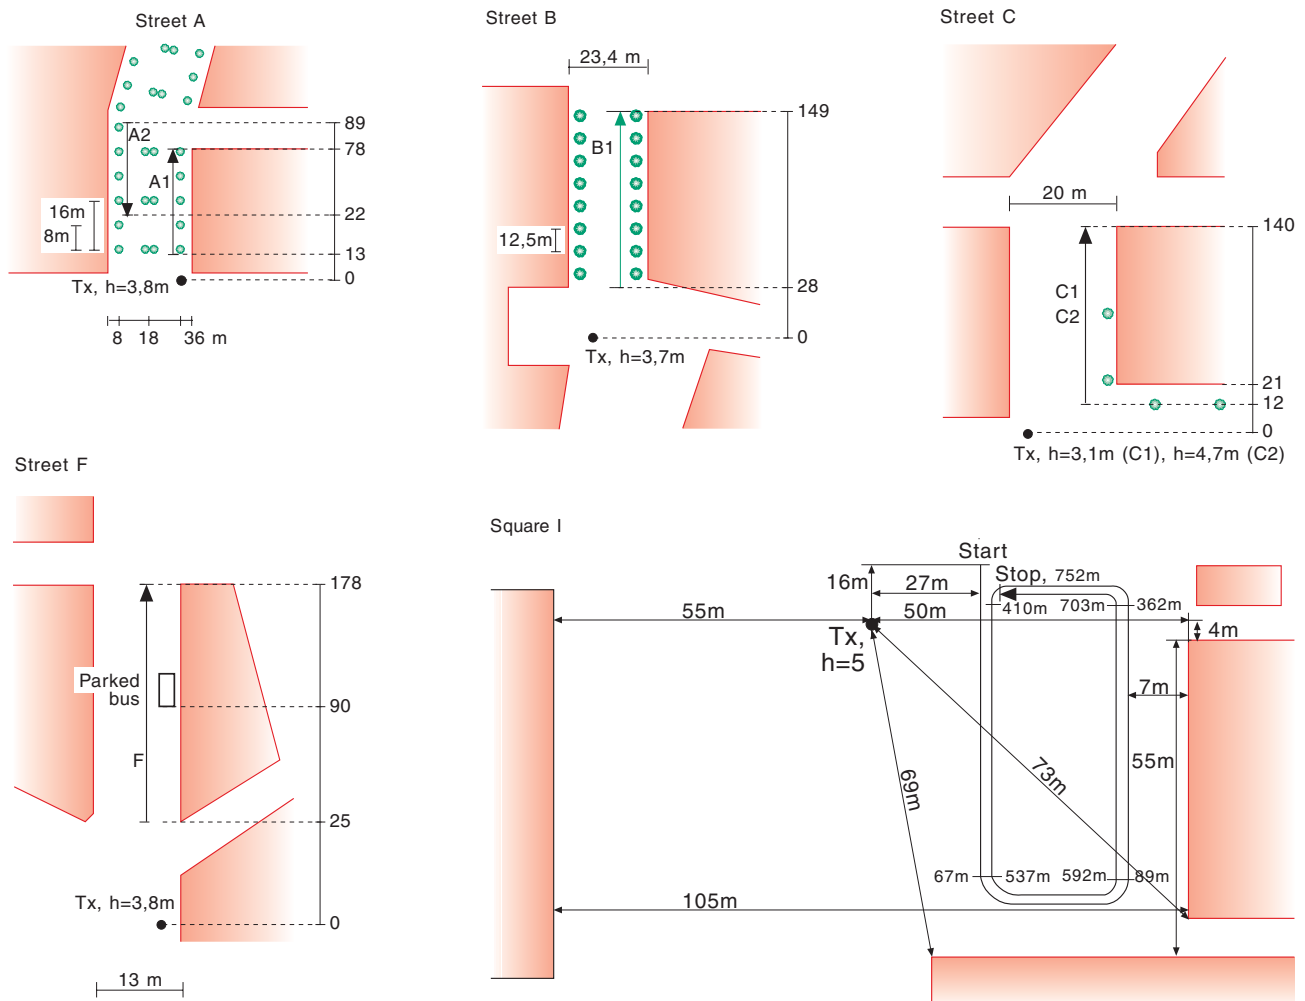 Street A
A2
A1
16m
8m
89
78
22
13
0
Tx, h=3,8m
8 18 36 m
Street B
23,4 m
B1
12,5m
149
28
0
Tx, h=3,7m
Street C
20 m
C1
C2
140
21
12
0
Tx, h=3,1m (C1), h=4,7m (C2)
Street F
178
Parked
bus
90
F
25
Tx, h=3,8m
0
13 m
Square I
Start
Stop, 752m
16m
27m
410m 703m 362m
55m
50m
Tx,
h=5
4m
7m
55m
73m
69m
67m 537m 592m 89m
105m